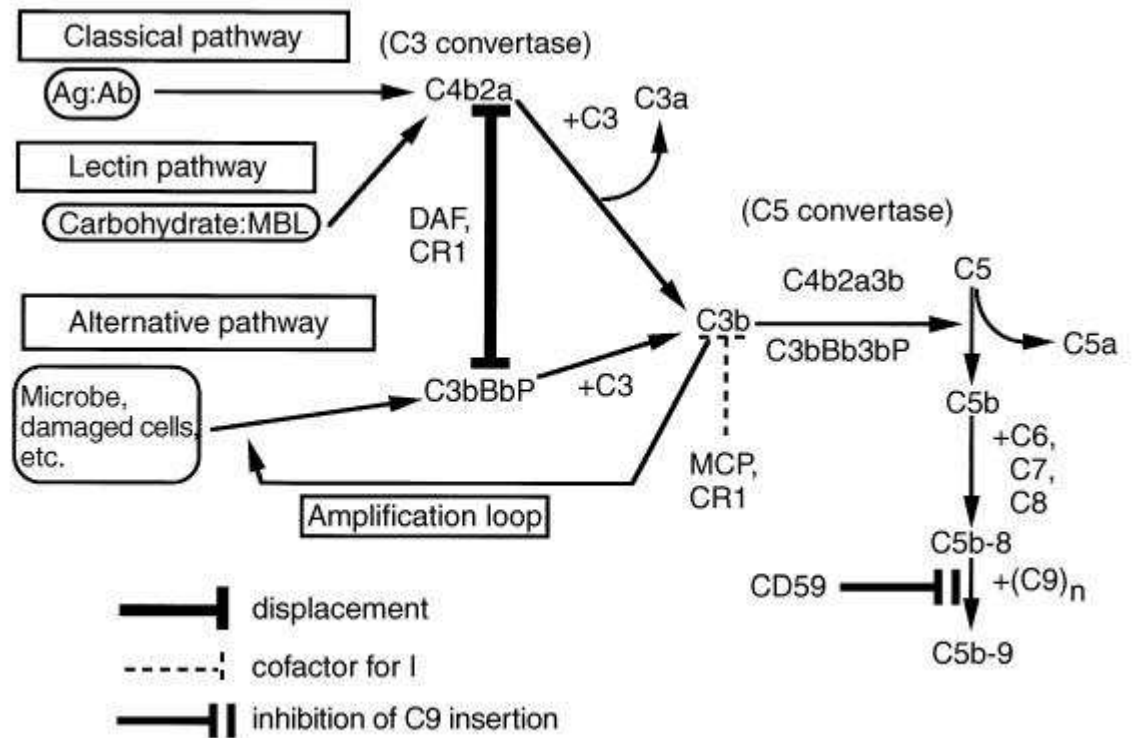 Classical pathway
(C3 convertase)
Ag:Ab
C4b2a
C3a
+C3
Lectin pathway
Carbohydrate:MBL
DAF,
CR1
(C5 convertase)
C4b2a3b
C5
Alternative pathway
C3b
C3bBb3bP
C5a
Microbe,
damaged cells,
etc.
C3bBbP
+C3
C5b
+C6,
C7,
C8
MCP,
CR1
Amplification loop
C5b-8
CD59
+(C9)n
C5b-9
displacement
cofactor for I
inhibition of C9 insertion